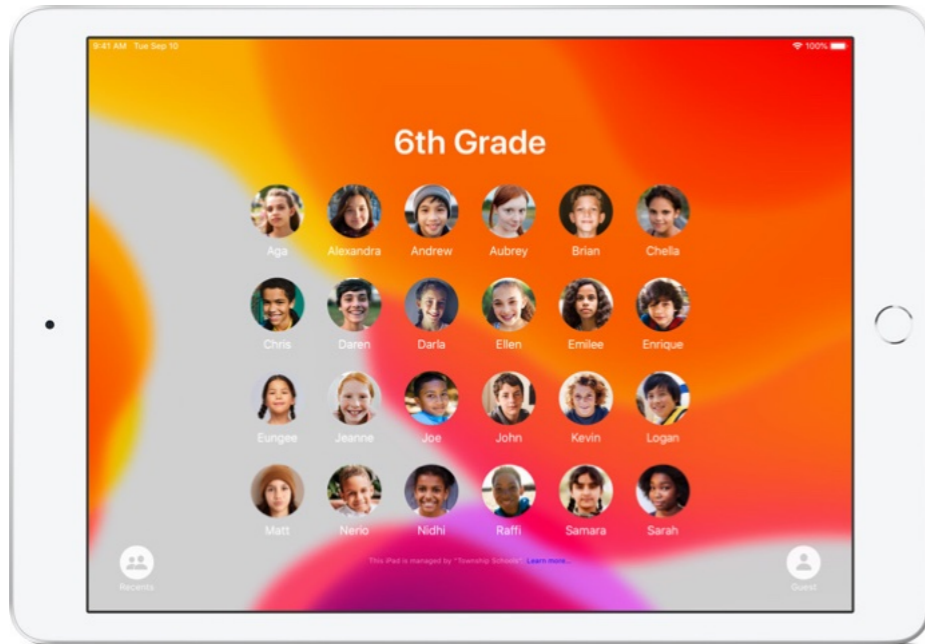 9:41 AM Tue Sep 10
100%
6th Grade
Aga Alexandra Andrew Aubrey Brian Chella
Chris Daren Darla Ellen Emilee Enrique
Eungee Jeanne Joe John Kevin Logan
Matt Nerio Nidhi Raffi Samara Sarah
This iPad is managed by "Township Schools". Learn more...
Recents
Guest